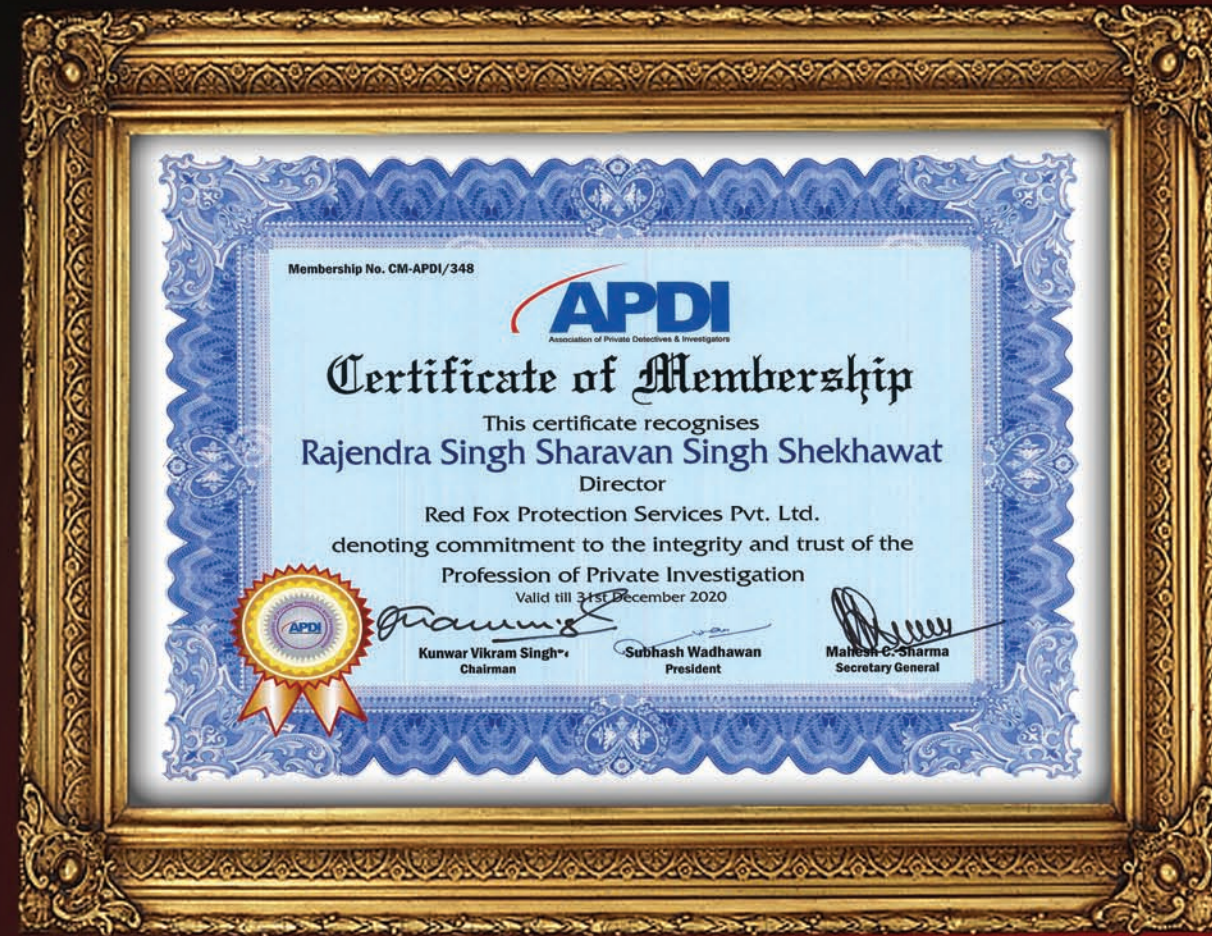 Membership No. CM-APDI/348
APDI
Association of Private Detectives & Investigators
Certificate of Membership
This certificate recognises
Rajendra Singh Sharavan Singh Shekhawat
Director
Red Fox Protection Services Pvt. Ltd.
denoting commitment to the integrity and trust of the
Profession of Private Investigation
Valid till 31st December 2020
APDI
Kunwar Vikram Singh
Chairman
Subhash Wadhawan
President
Mahesh C. Sharma
Secretary General